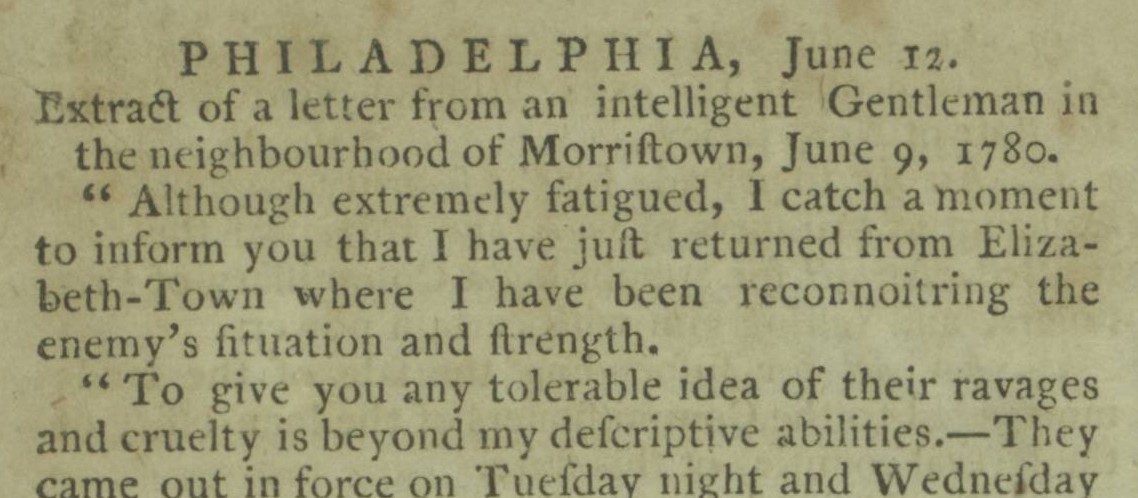 PHILADELPHIA, June 12.
Extract of a letter from an intelligent Gentleman in
the neighbourhood of Morriſtown, June 9, 1780.
“ Although extremely fatigued, I catch a moment
to inform you that I have juſt returned from Eliza-
beth-Town where I have been reconnoitring the
enemy’s ſituation and ſtrength.
“ To give you any tolerable idea of their ravages
and cruelty is beyond my deſcriptive abilities.—They
came out in force on Tueſday night and Wedneſday